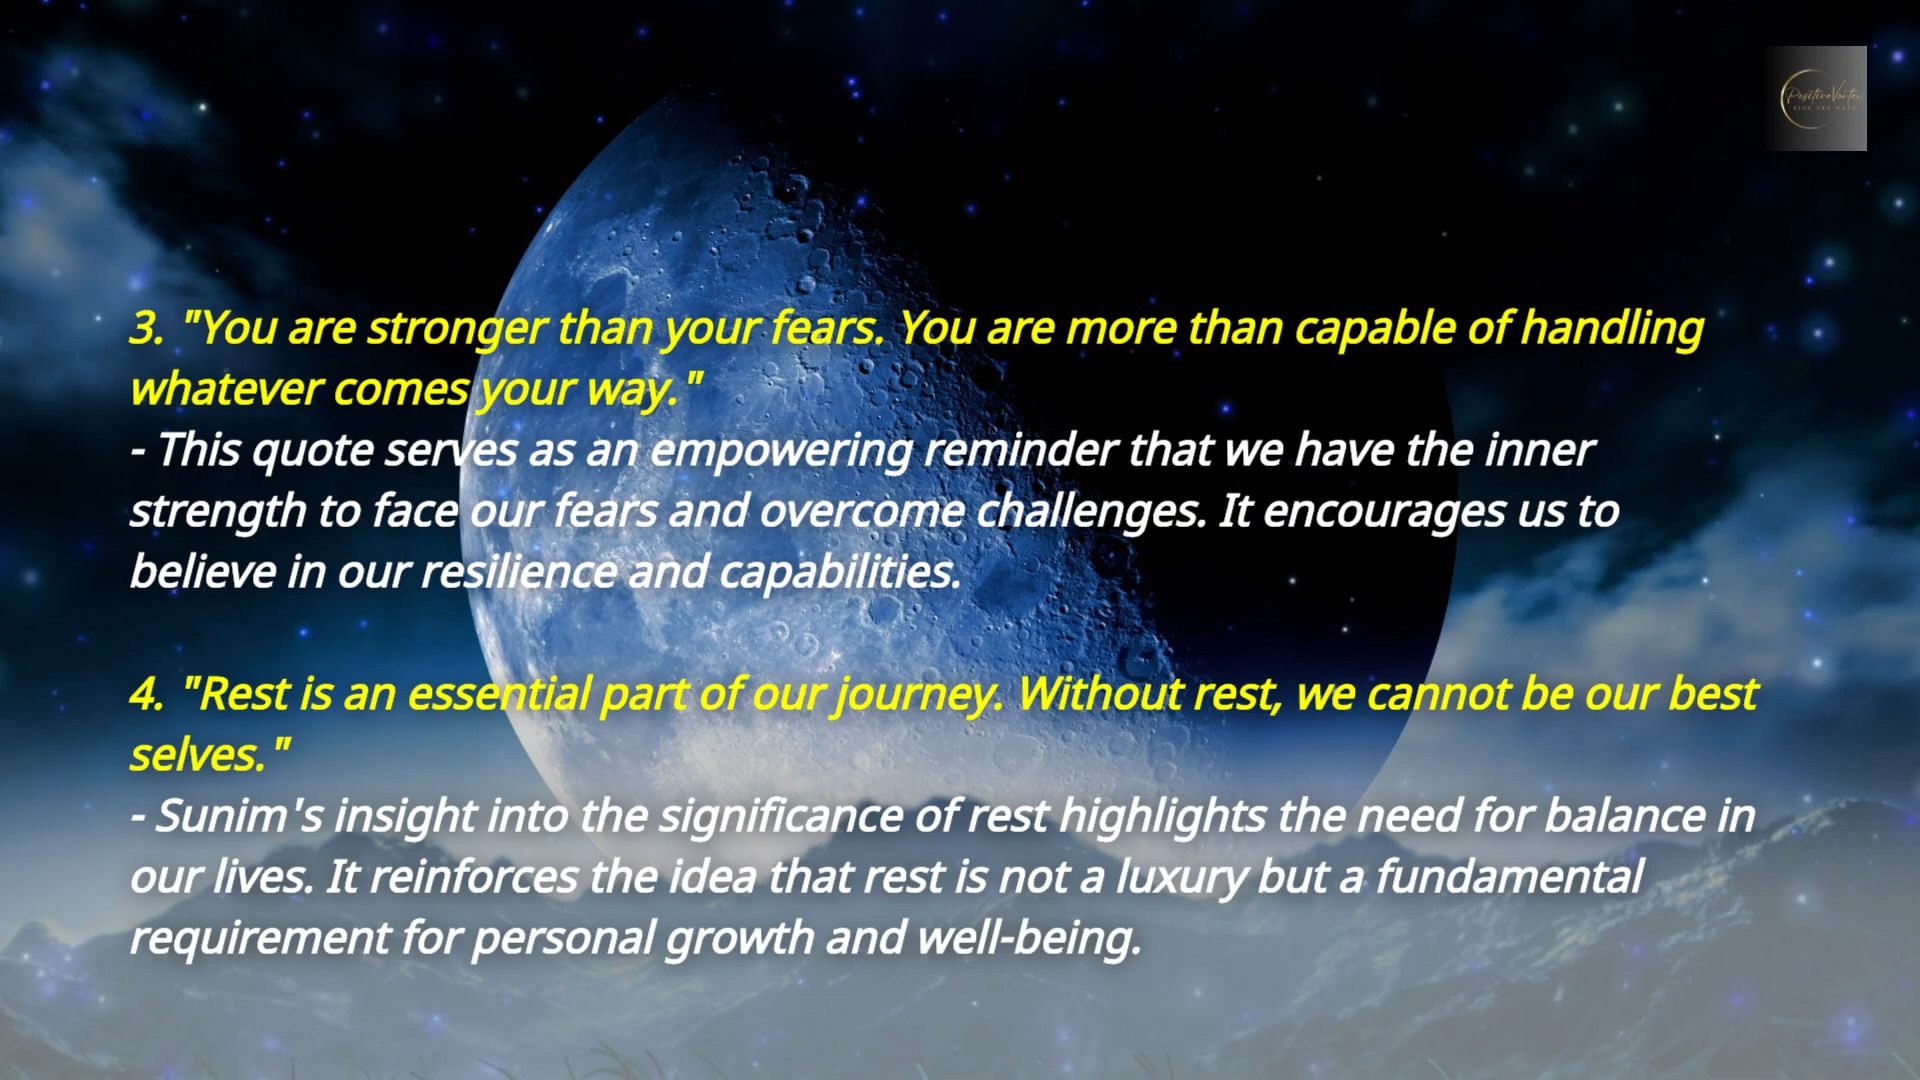 PositiveVortex
RIDE THE WAVE
3. "You are stronger than your fears. You are more than capable of handling
whatever comes your way."
- This quote serves as an empowering reminder that we have the inner
strength to face our fears and overcome challenges. It encourages us to
believe in our resilience and capabilities.
4. "Rest is an essential part of our journey. Without rest, we cannot be our best
selves."
- Sunim's insight into the significance of rest highlights the need for balance in
our lives. It reinforces the idea that rest is not a luxury but a fundamental
requirement for personal growth and well-being.